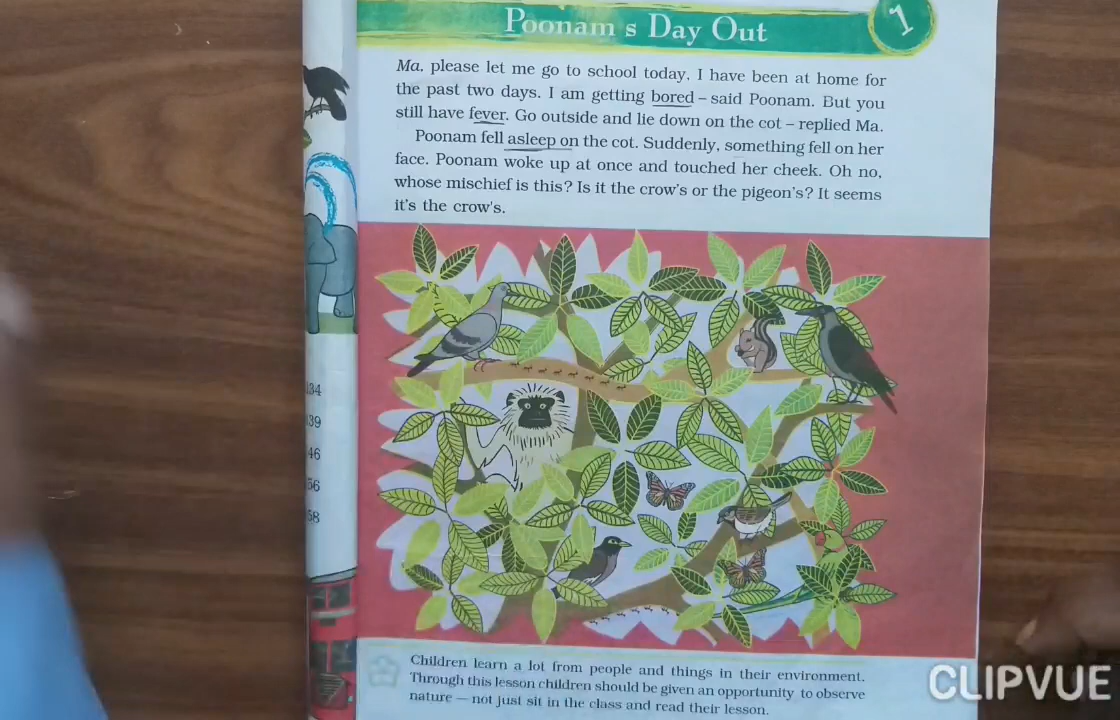 Poonam s Day Out
1
Ma, please let me go to school today, I have been at home for
the past two days. I am getting bored – said Poonam. But you
still have fever. Go outside and lie down on the cot – replied Ma.
Poonam fell asleep on the cot. Suddenly, something fell on her
face. Poonam woke up at once and touched her cheek. Oh no,
whose mischief is this? Is it the crow's or the pigeon's? It seems
it's the crow's.
134
139
146
156
158
Children learn a lot from people and things in their environment.
Through this lesson children should be given an opportunity to observe
nature — not just sit in the class and read their lesson.
CLIPVUE